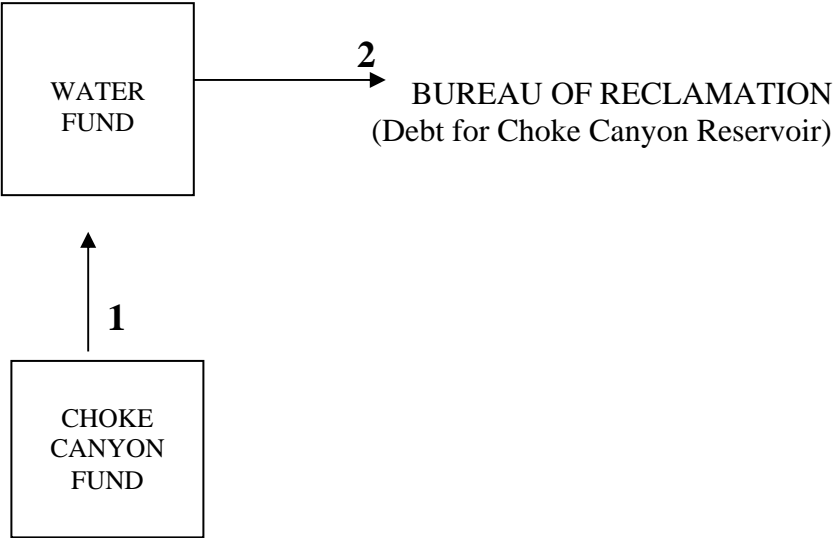 2
WATER
FUND
BUREAU OF RECLAMATION
(Debt for Choke Canyon Reservoir)
1
CHOKE
CANYON
FUND